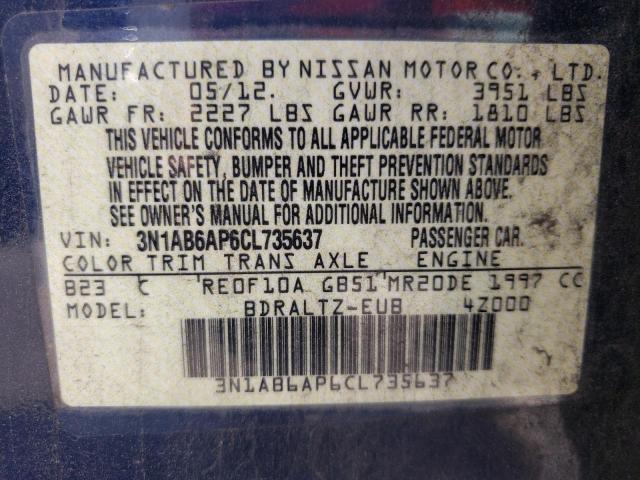 MANUFACTURED BY NISSAN MOTOR CO., LTD.
DATE: 05/12. GVWR: 3951 LBS
GAWR FR: 2227 LBS GAWR RR: 1810 LBS
THIS VEHICLE CONFORMS TO ALL APPLICABLE FEDERAL MOTOR
VEHICLE SAFETY, BUMPER AND THEFT PREVENTION STANDARDS
IN EFFECT ON THE DATE OF MANUFACTURE SHOWN ABOVE.
SEE OWNER'S MANUAL FOR ADDITIONAL INFORMATION.
VIN: 3N1AB6AP6CL735637 PASSENGER CAR.
COLOR TRIM TRANS AXLE ENGINE
B23 C RE0F10A GB51 MR20DE 1997 CC
MODEL: BDRALTZ-EUB 4Z000
3N1AB6AP6CL735637